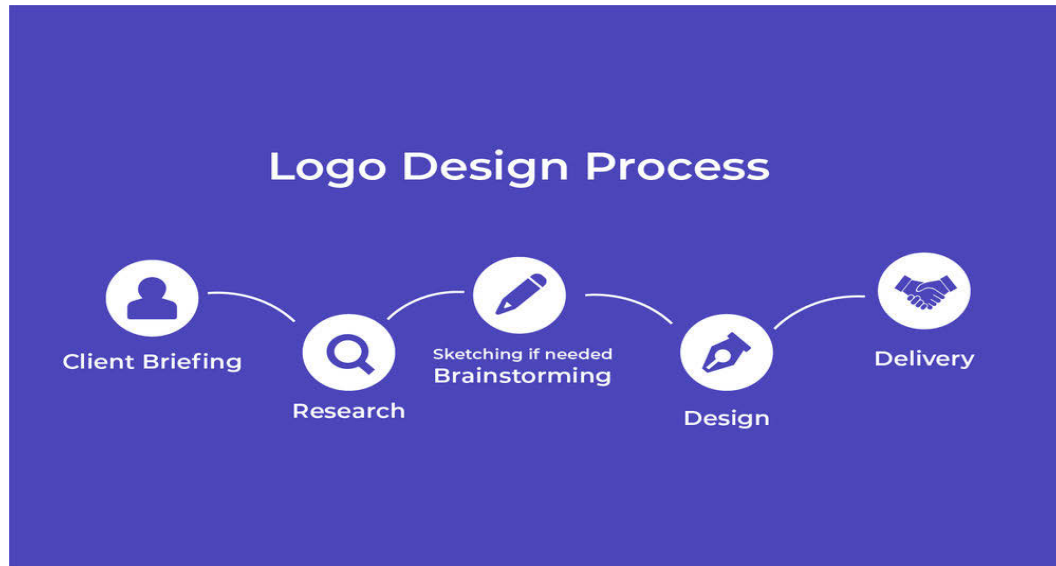 Logo Design Process
Client Briefing
Research
Sketching if needed
Brainstorming
Design
Delivery